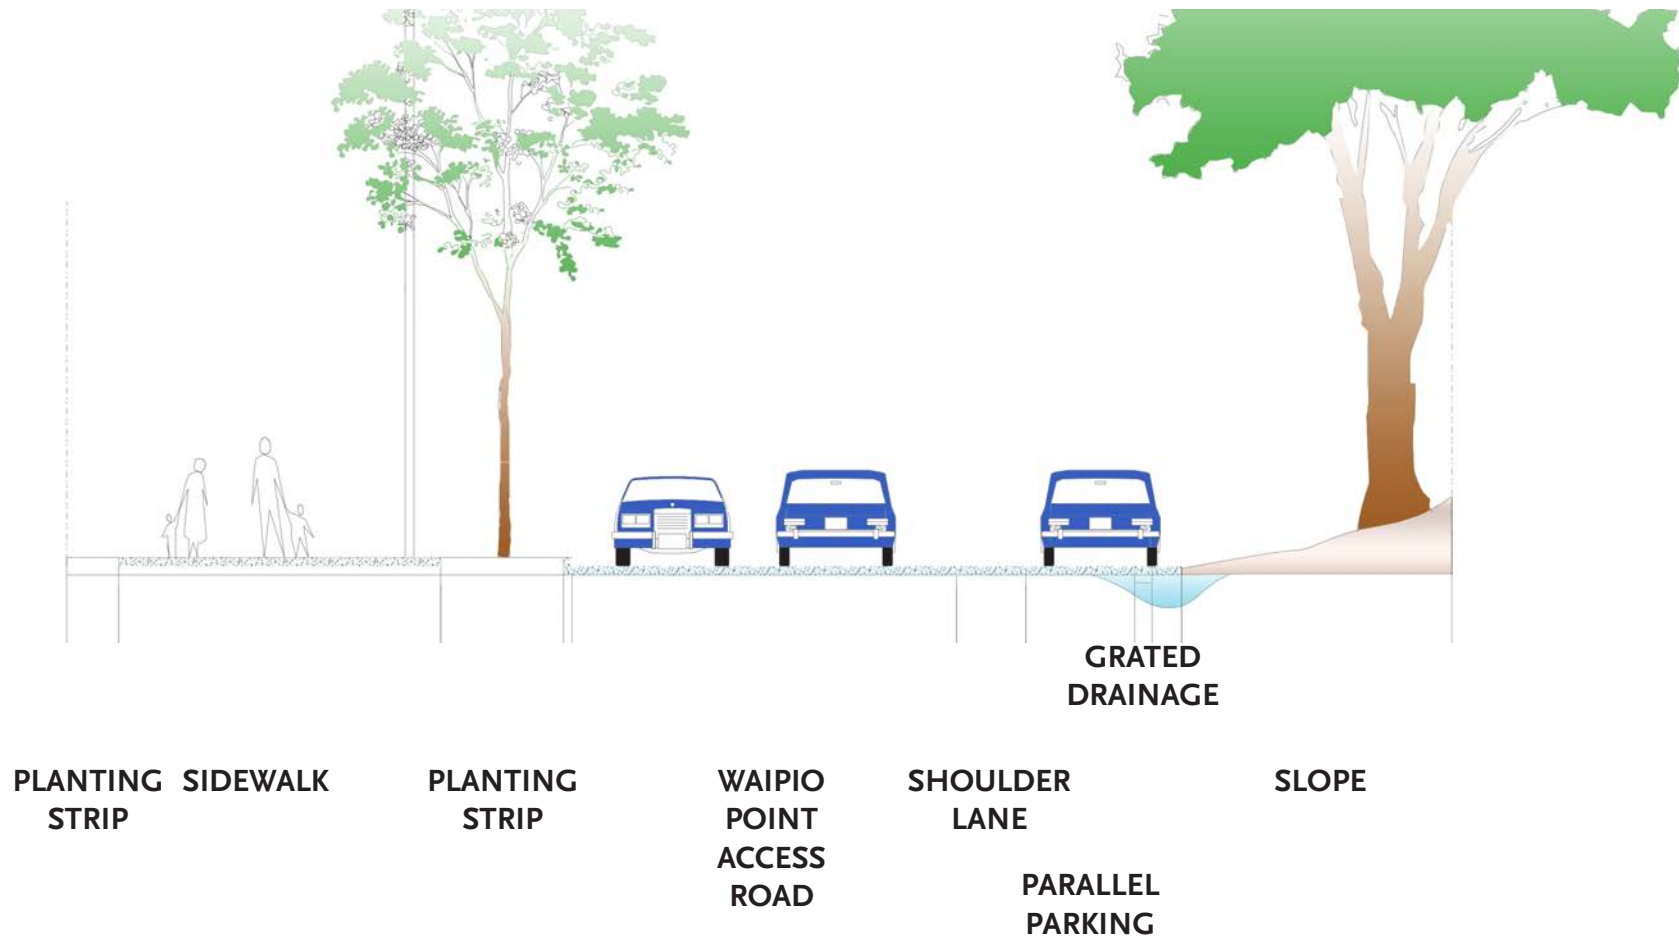 GRATED
DRAINAGE
PLANTING
STRIP
SIDEWALK
PLANTING
STRIP
WAIPIO
POINT
ACCESS
ROAD
SHOULDER
LANE
PARALLEL
PARKING
SLOPE